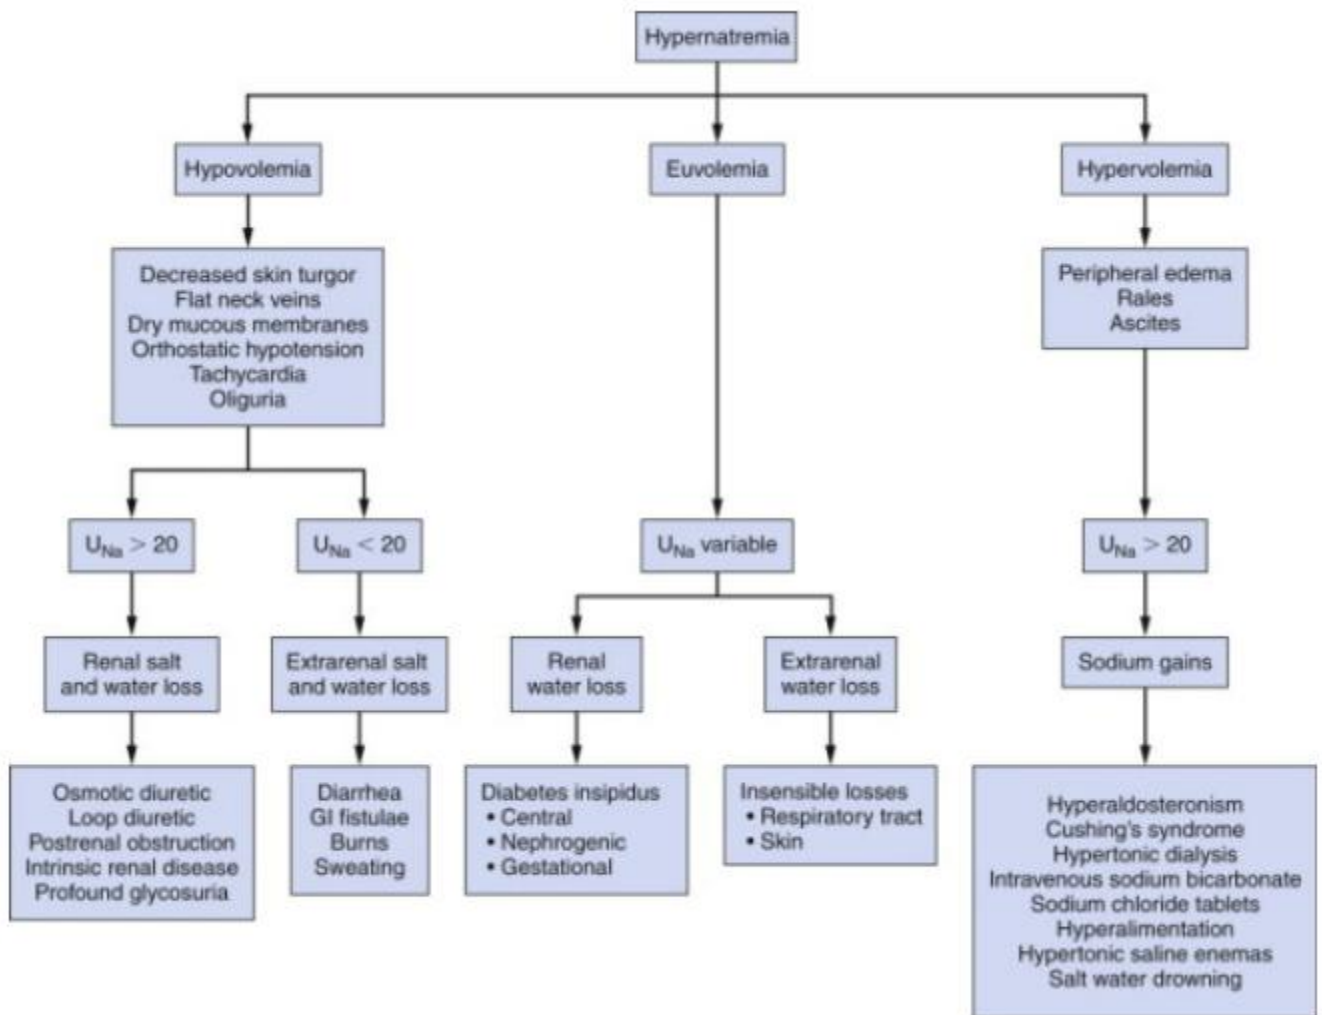 Hypernatremia
Hypovolemia
Euvolemia
Hypervolemia
Decreased skin turgor
Flat neck veins
Dry mucous membranes
Orthostatic hypotension
Tachycardia
Oliguria
Peripheral edema
Rales
Ascites
U_Na > 20
U_Na < 20
U_Na variable
U_Na > 20
Renal salt
and water loss
Extrarenal salt
and water loss
Renal
water loss
Extrarenal
water loss
Sodium gains
Osmotic diuretic
Loop diuretic
Postrenal obstruction
Intrinsic renal disease
Profound glycosuria
Diarrhea
GI fistulae
Burns
Sweating
Diabetes insipidus
• Central
• Nephrogenic
• Gestational
Insensible losses
• Respiratory tract
• Skin
Hyperaldosteronism
Cushing's syndrome
Hypertonic dialysis
Intravenous sodium bicarbonate
Sodium chloride tablets
Hyperalimentation
Hypertonic saline enemas
Salt water drowning